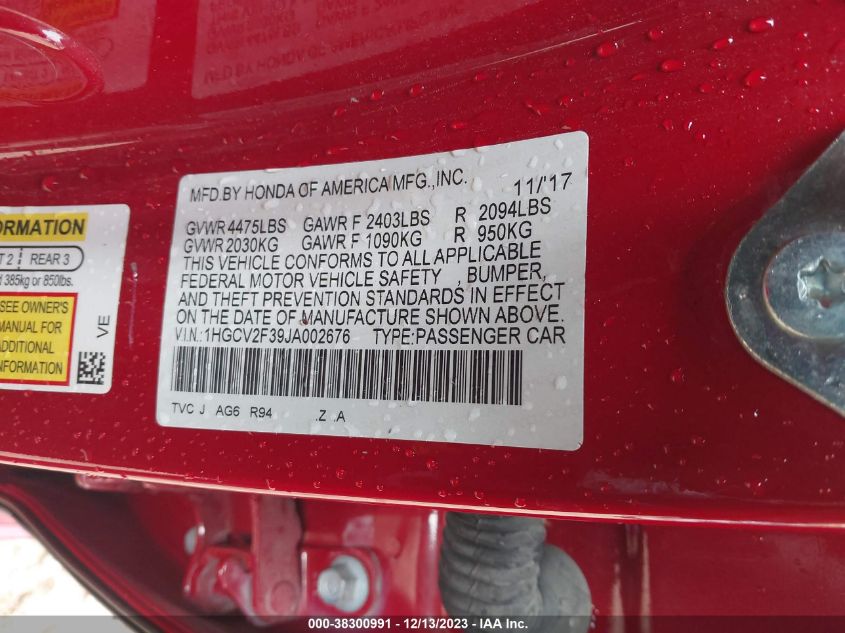 MFD.BY HONDA OF AMERICA MFG.,INC. 11/'17
GVWR 4475LBS GAWR F 2403LBS R 2094LBS
GVWR 2030KG GAWR F 1090KG R 950KG
THIS VEHICLE CONFORMS TO ALL APPLICABLE
FEDERAL MOTOR VEHICLE SAFETY , BUMPER,
AND THEFT PREVENTION STANDARDS IN EFFECT
ON THE DATE OF MANUFACTURE SHOWN ABOVE.
V.I.N.:1HGCV2F39JA002676 TYPE:PASSENGER CAR
TVC J AG6 R94 .Z .A
ORMATION
T 2 REAR 3
d 385kg or 850lbs.
SEE OWNER'S
MANUAL FOR
ADDITIONAL
INFORMATION
VE
000-38300991 - 12/13/2023 - IAA Inc.